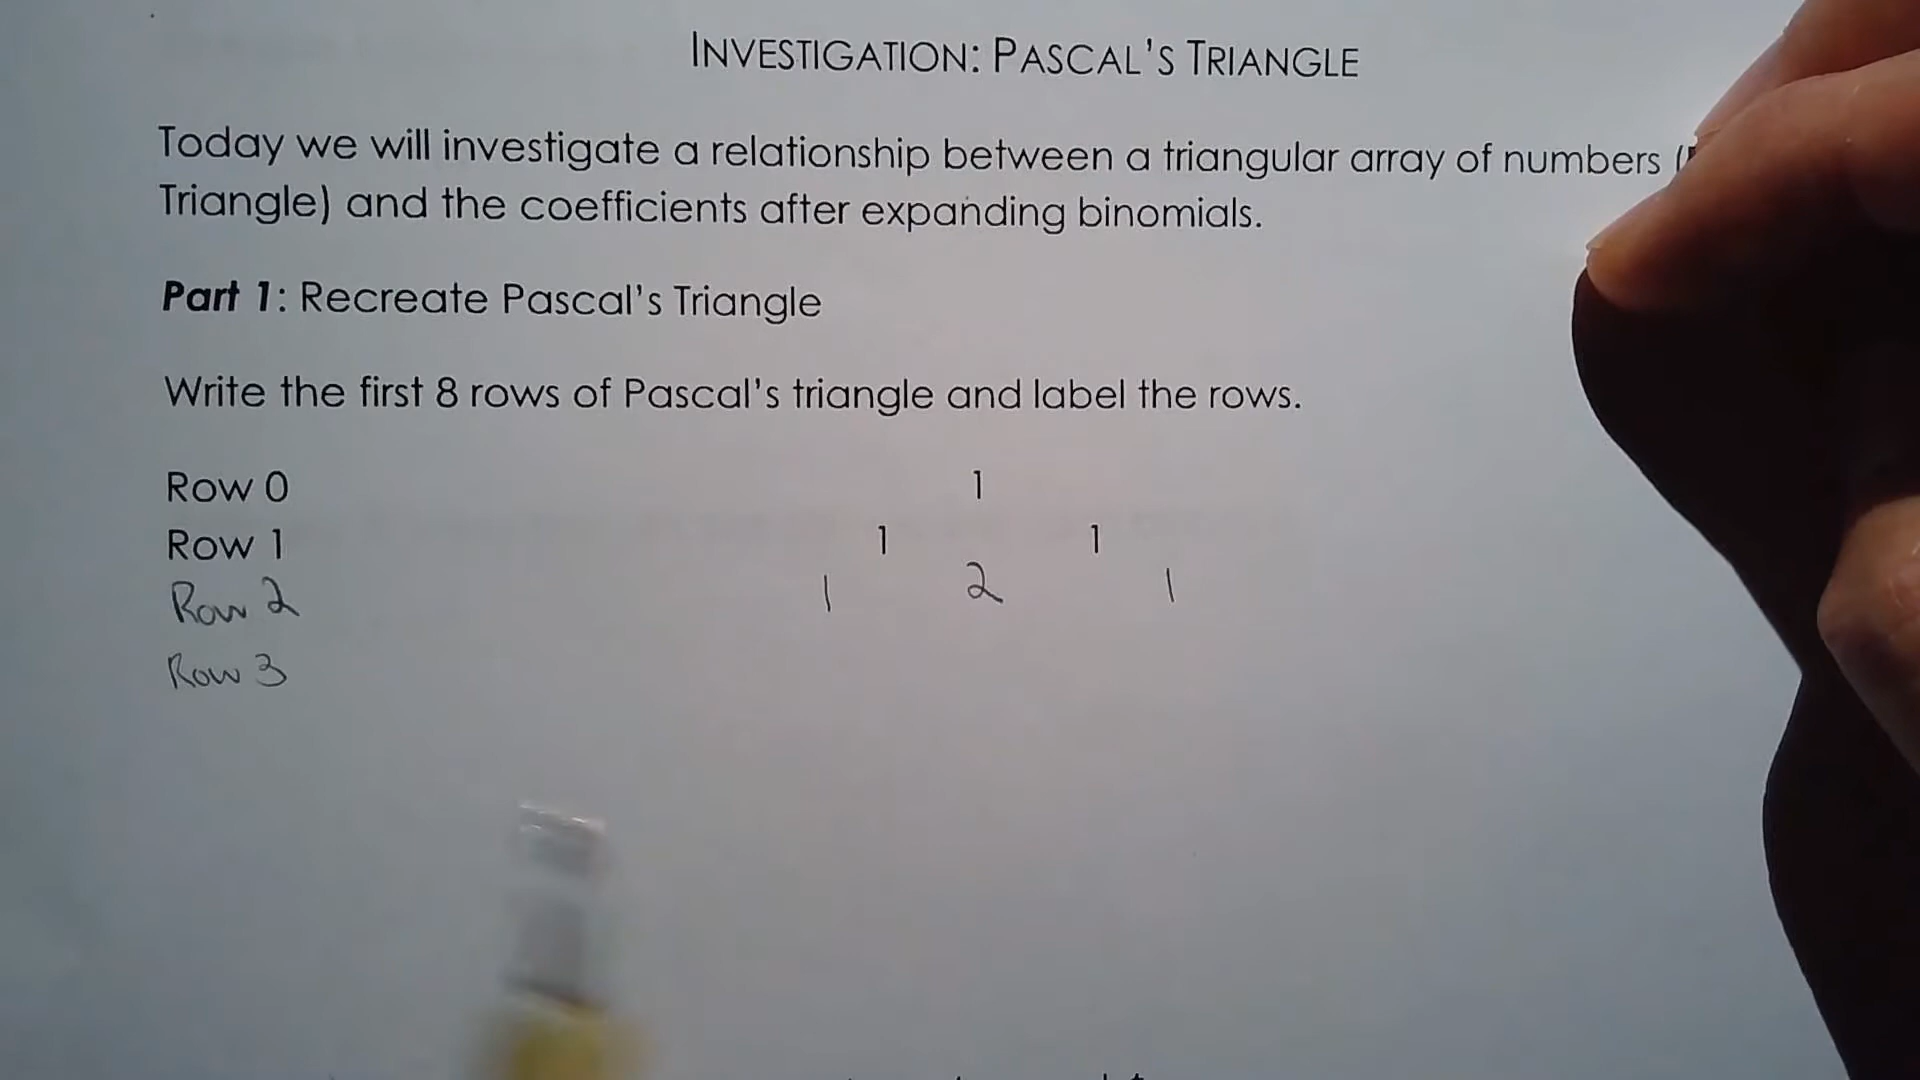 INVESTIGATION: PASCAL'S TRIANGLE
Today we will investigate a relationship between a triangular array of numbers (
Triangle) and the coefficients after expanding binomials.
Part 1: Recreate Pascal's Triangle
Write the first 8 rows of Pascal's triangle and label the rows.
Row 0 1
Row 1 1 1
Row 2 1 2 1
Row 3